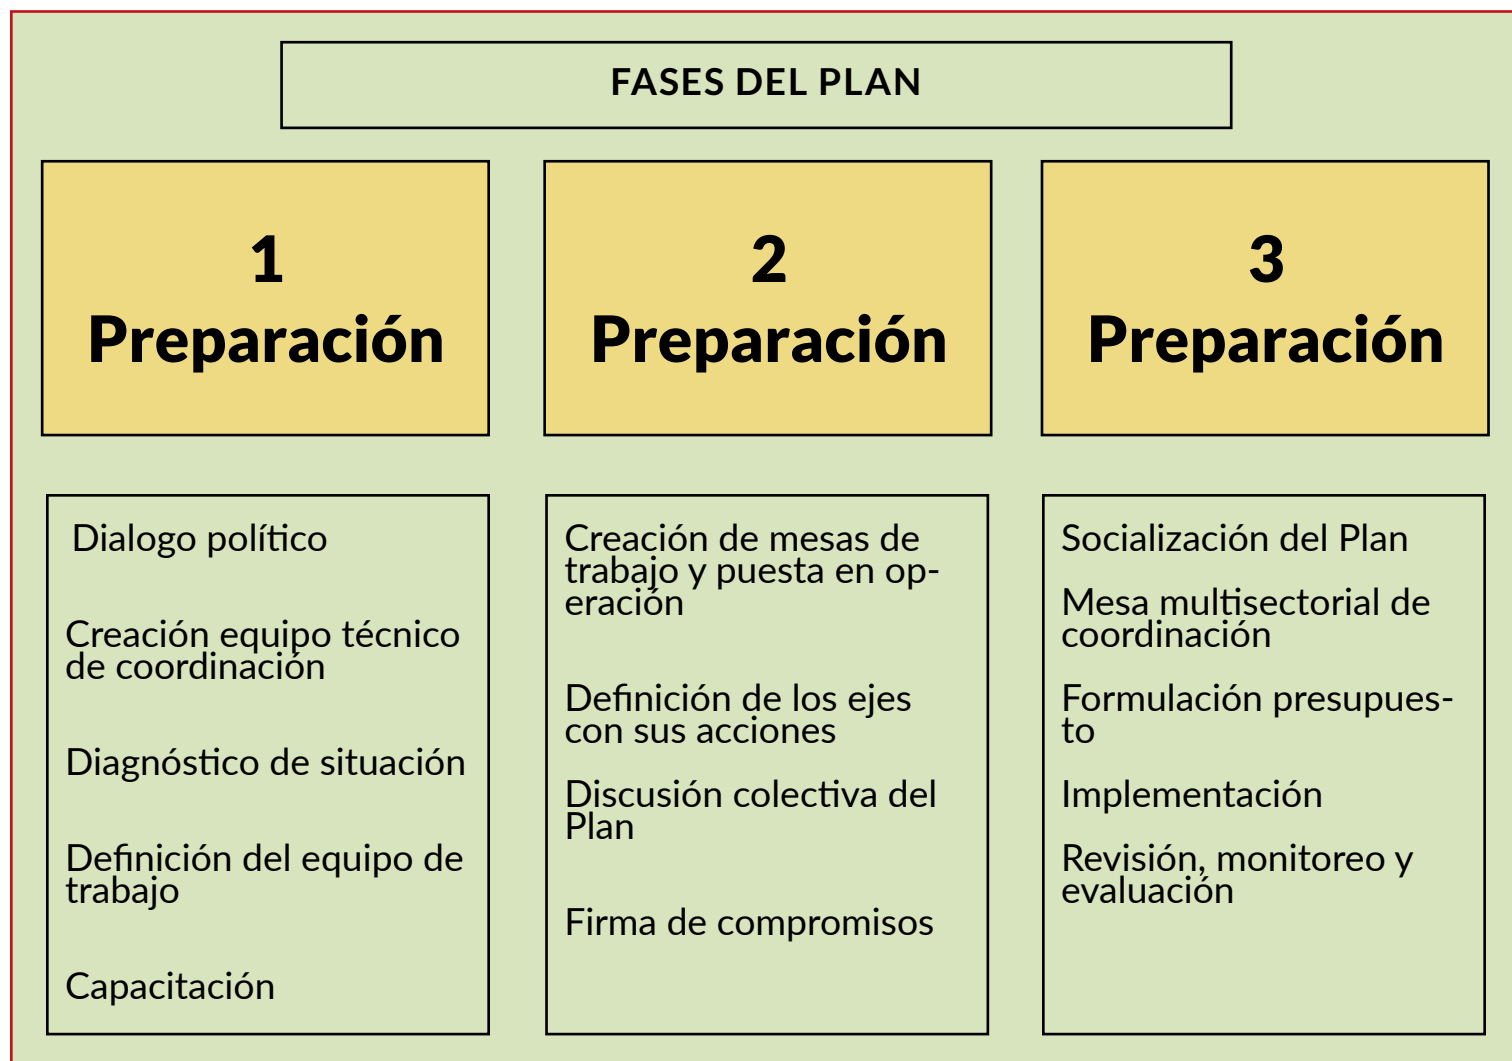 FASES DEL PLAN
1
Preparación
2
Preparación
3
Preparación
Dialogo político
Creación equipo técnico
de coordinación
Diagnóstico de situación
Definición del equipo de
trabajo
Capacitación
Creación de mesas de
trabajo y puesta en op-
eración
Definición de los ejes
con sus acciones
Discusión colectiva del
Plan
Firma de compromisos
Socialización del Plan
Mesa multisectorial de
coordinación
Formulación presupues-
to
Implementación
Revisión, monitoreo y
evaluación